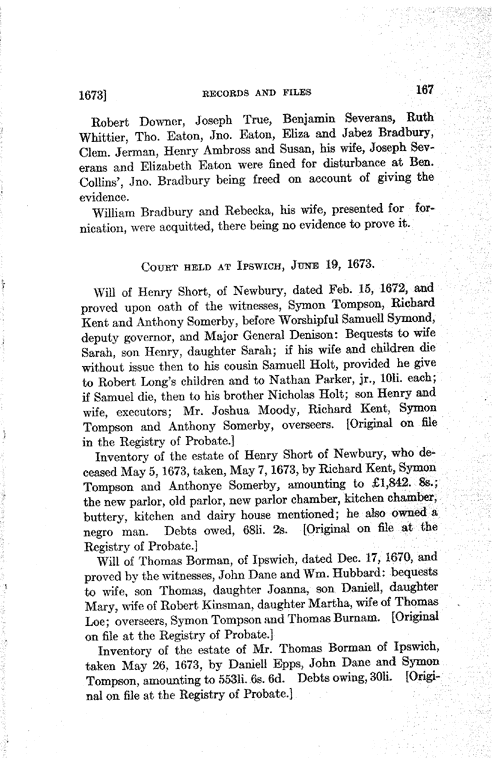 1673] RECORDS AND FILES 167
Robert Downer, Joseph True, Benjamin Severans, Ruth
Whittier, Tho. Eaton, Jno. Eaton, Eliza and Jabez Bradbury,
Clem. Jerman, Henry Ambross and Susan, his wife, Joseph Sev-
erans and Elizabeth Eaton were fined for disturbance at Ben.
Collins', Jno. Bradbury being freed on account of giving the
evidence.
William Bradbury and Rebecka, his wife, presented for for-
nication, were acquitted, there being no evidence to prove it.
COURT HELD AT IPSWICH, JUNE 19, 1673.
Will of Henry Short, of Newbury, dated Feb. 15, 1672, and
proved upon oath of the witnesses, Symon Tompson, Richard
Kent and Anthony Somerby, before Worshipful Samuell Symond,
deputy governor, and Major General Denison: Bequests to wife
Sarah, son Henry, daughter Sarah; if his wife and children die
without issue then to his cousin Samuell Holt, provided he give
to Robert Long's children and to Nathan Parker, jr., 10li. each;
if Samuel die, then to his brother Nicholas Holt; son Henry and
wife, executors; Mr. Joshua Moody, Richard Kent, Symon
Tompson and Anthony Somerby, overseers. [Original on file
in the Registry of Probate.]
Inventory of the estate of Henry Short of Newbury, who de-
ceased May 5, 1673, taken, May 7, 1673, by Richard Kent, Symon
Tompson and Anthonye Somerby, amounting to £1,842. 8s.;
the new parlor, old parlor, new parlor chamber, kitchen chamber,
buttery, kitchen and dairy house mentioned; he also owned a
negro man. Debts owed, 68li. 2s. [Original on file at the
Registry of Probate.]
Will of Thomas Borman, of Ipswich, dated Dec. 17, 1670, and
proved by the witnesses, John Dane and Wm. Hubbard: bequests
to wife, son Thomas, daughter Joanna, son Daniell, daughter
Mary, wife of Robert Kinsman, daughter Martha, wife of Thomas
Loe; overseers, Symon Tompson and Thomas Burnam. [Original
on file at the Registry of Probate.]
Inventory of the estate of Mr. Thomas Borman of Ipswich,
taken May 26, 1673, by Daniell Epps, John Dane and Symon
Tompson, amounting to 553li. 6s. 6d. Debts owing, 30li. [Origi-
nal on file at the Registry of Probate.]